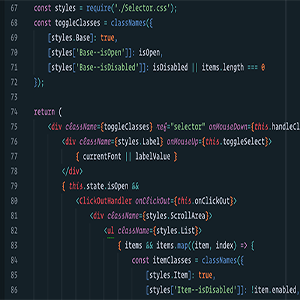 67 const styles = require('./Selector.css');
68 const toggleClasses = classNames({
69 [styles.Base]: true,
70 [styles['Base--isOpen']]: isOpen,
71 [styles['Base--isDisabled']]: isDisabled || items.length === 0
72 });
73
74 return (
75 <div className={toggleClasses} ref="selector" onMouseDown={this.handleCl
76 <div className={styles.Label} onMouseUp={this.toggleSelect}>
77 { currentFont || labelValue }
78 </div>
79 { this.state.isOpen &&
80 <ClickOutHandler onClickOut={this.onClickOut}>
81 <div className={styles.ScrollArea}>
82 <ul className={styles.List}>
83 { items && items.map((item, index) => {
84 const itemClasses = classNames({
85 [styles.Item]: true,
86 [styles['Item--isDisabled']]: !item.enabled,